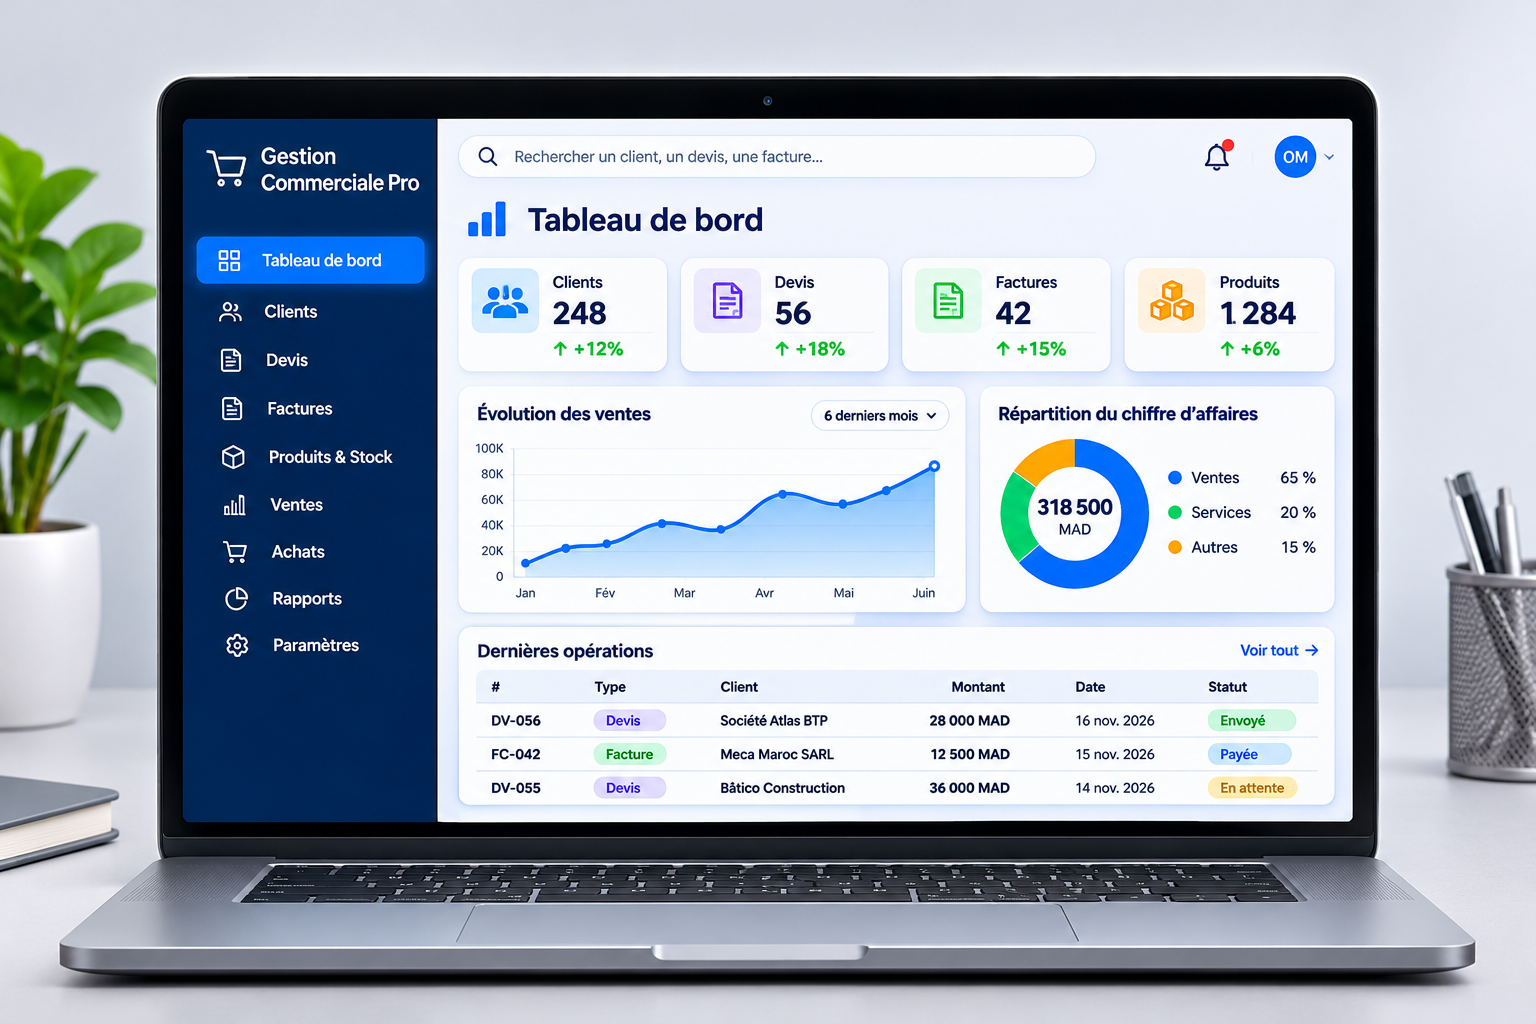 Gestion
Commerciale Pro
Tableau de bord
Clients
Devis
Factures
Produits & Stock
Ventes
Achats
Rapports
Paramètres
Rechercher un client, un devis, une facture...
OM
Tableau de bord
Clients
248
↑ +12%
Devis
56
↑ +18%
Factures
42
↑ +15%
Produits
1 284
↑ +6%
Évolution des ventes
6 derniers mois
100K
80K
60K
40K
20K
0
Jan Fév Mar Avr Mai Juin
Répartition du chiffre d'affaires
318 500
MAD
Ventes 65 %
Services 20 %
Autres 15 %
Dernières opérations
Voir tout →
# Type Client Montant Date Statut
DV-056 Devis Société Atlas BTP 28 000 MAD 16 nov. 2026 Envoyé
FC-042 Facture Meca Maroc SARL 12 500 MAD 15 nov. 2026 Payée
DV-055 Devis Bâtico Construction 36 000 MAD 14 nov. 2026 En attente